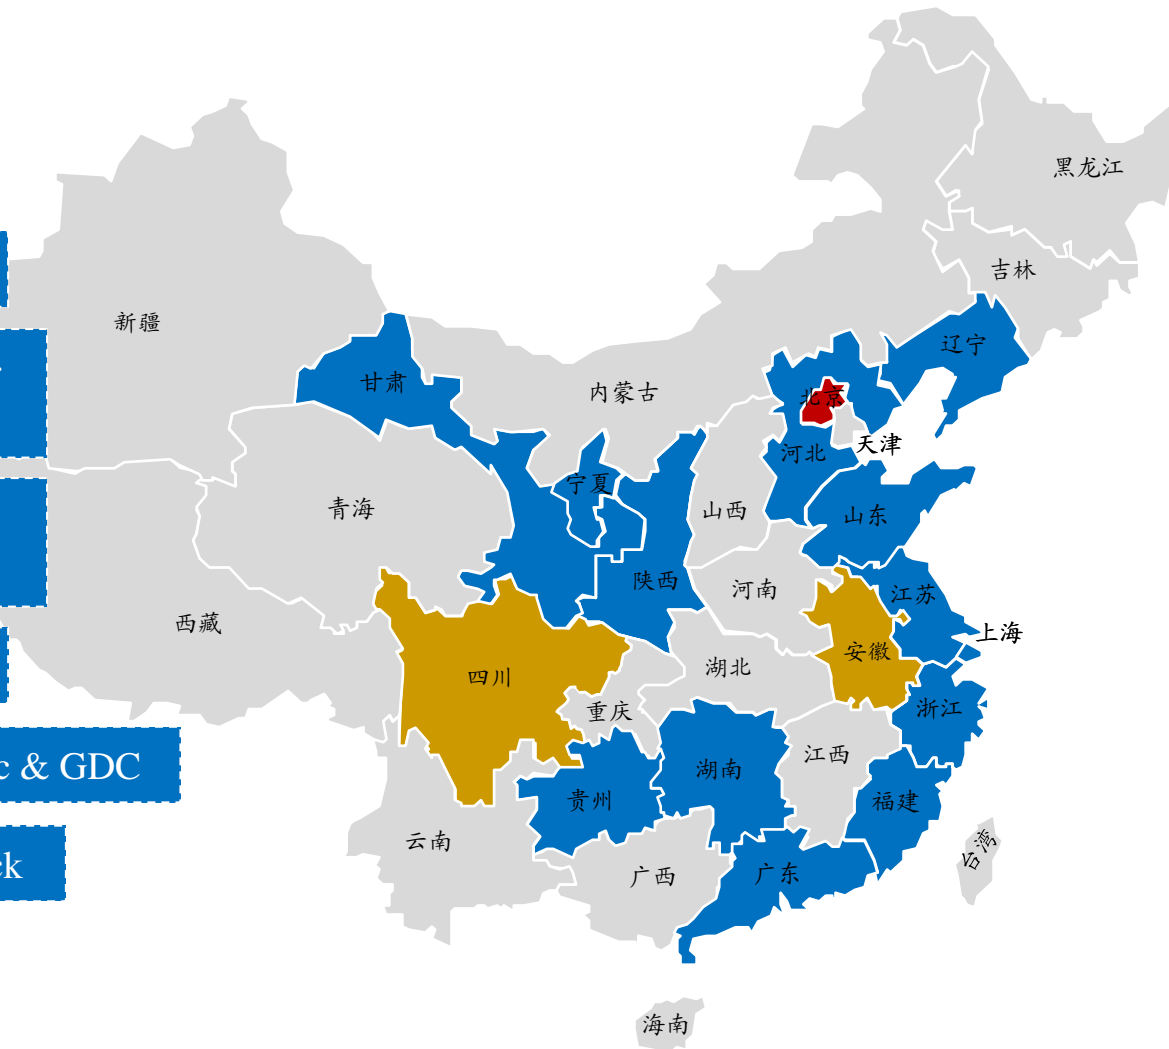 黑龙江
吉林
新疆
辽宁
甘肃
内蒙古
北京
天津
河北
宁夏
青海
山西
山东
陕西
河南
江苏
西藏
上海
安徽
湖北
四川
重庆
浙江
江西
& GDC
湖南
贵州
福建
云南
台湾
广西
广东
海南